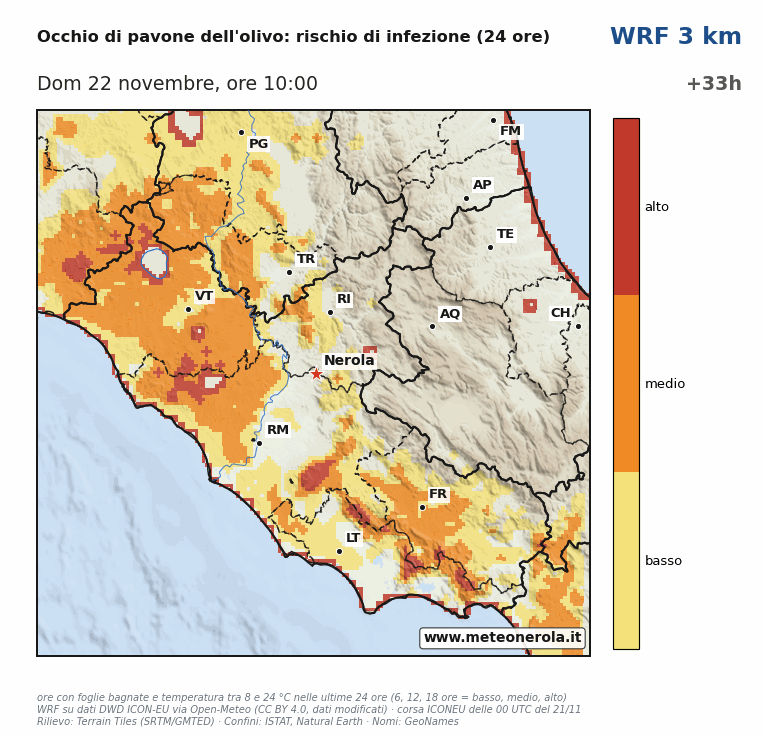 Occhio di pavone dell'olivo: rischio di infezione (24 ore)
WRF 3 km
Dom 22 novembre, ore 10:00
+33h
FM
PG
AP
TE
TR
RI
VT
AQ
CH
Nerola
RM
FR
LT
alto
medio
basso
www.meteonerola.it
ore con foglie bagnate e temperatura tra 8 e 24 °C nelle ultime 24 ore (6, 12, 18 ore = basso, medio, alto)
WRF su dati DWD ICON-EU via Open-Meteo (CC BY 4.0, dati modificati) · corsa ICONEU delle 00 UTC del 21/11
Rilievo: Terrain Tiles (SRTM/GMTED) · Confini: ISTAT, Natural Earth · Nomi: GeoNames